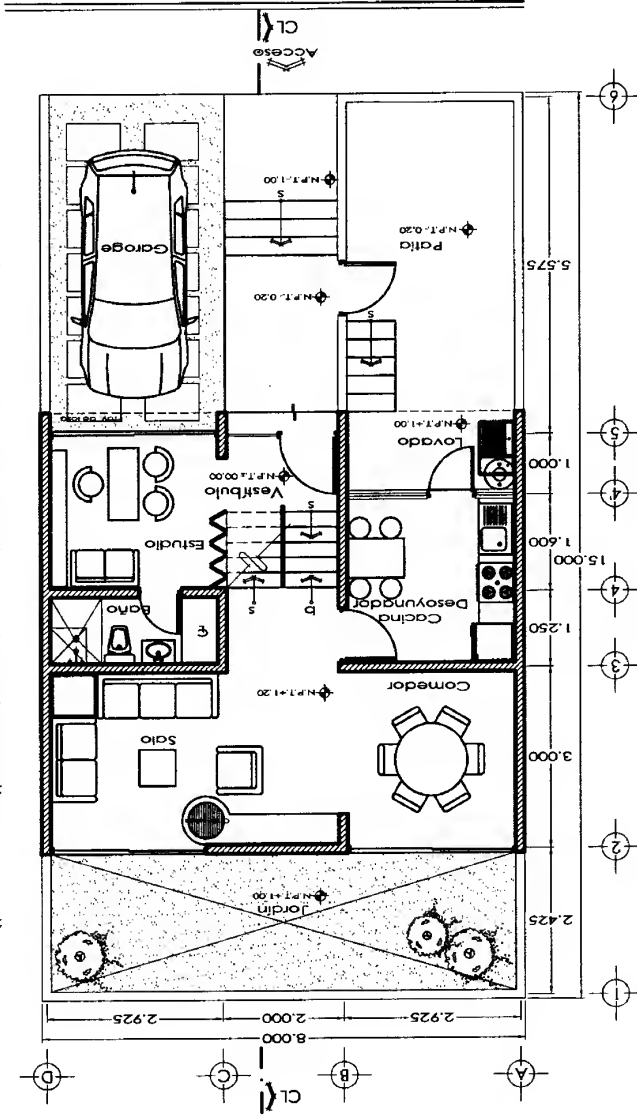 CL
Acceso
6
N.P.T.-1.00
S
Garage
Patio
N.P.T.-0.20
5.575
N.P.T.-0.20
S
N.P.T.+1.00
Lavado
5
1.000
Vestíbulo
N.P.T.±00.00
4'
S
Estudio
1.600
15.000
4
b
s
Cocina
Desayunador
Baño
1.250
3
N.P.T.+1.20
Comedor
Sala
3.000
2
Jardín
N.P.T.+1.00
2.425
1
2.925
2.000
2.925
8.000
A
B
C
D
CL